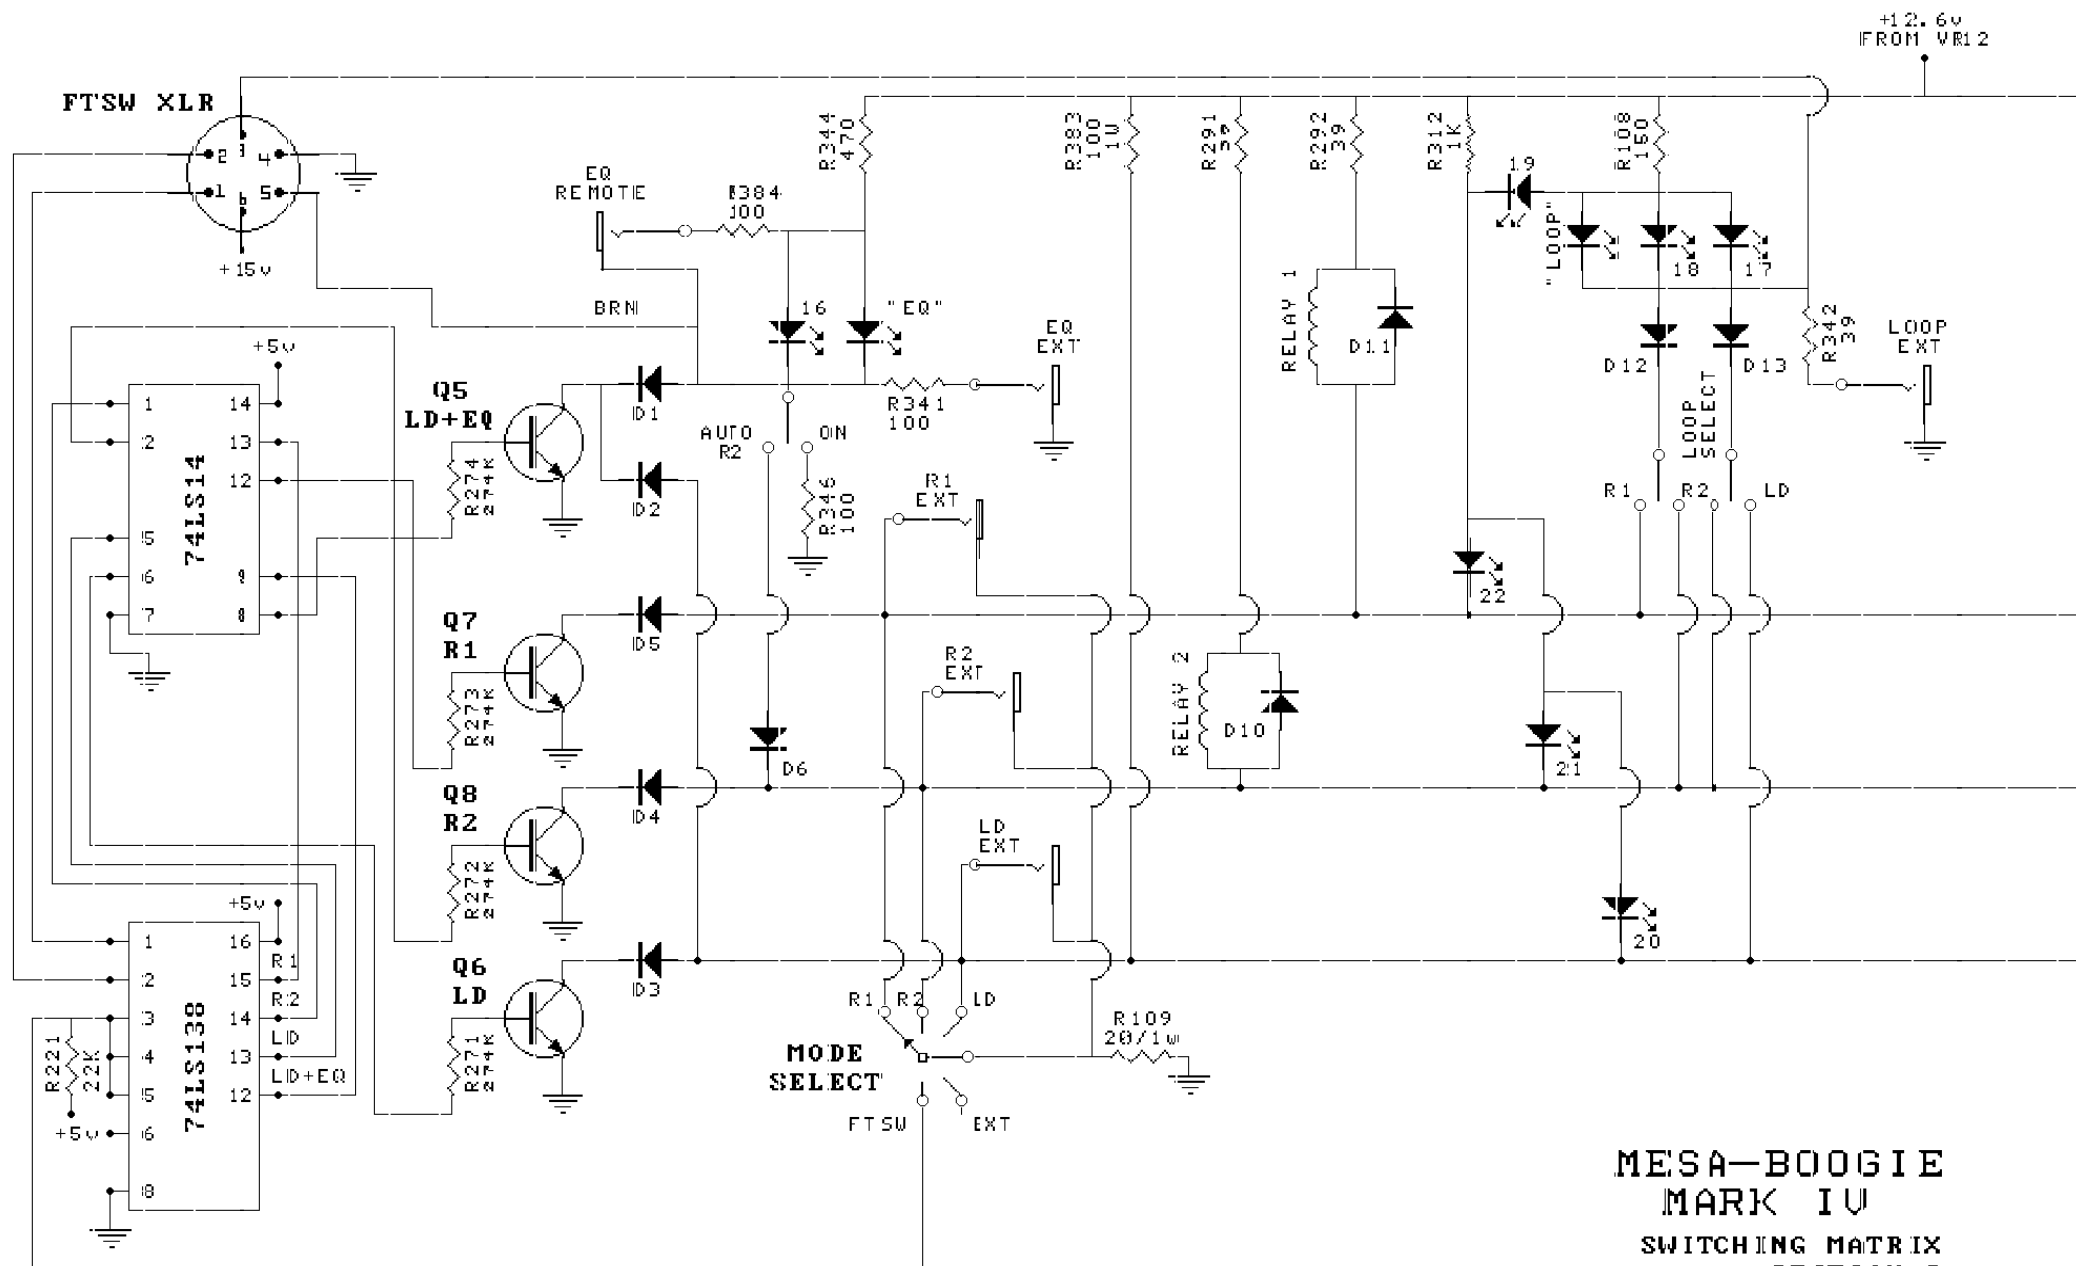 +12.6v
FROM VR12
FTSW XLR
2
3
4
1
6
5
+15v
EQ
REMOTE
R384
100
R344
470
R383
100
1W
R291
39
R292
39
R312
1K
19
R108
150
"LOOP"
18
17
BRN
16
"EQ"
EQ
EXT
RELAY 1
D11
D12
D13
R342
39
LOOP
EXT
+5v
74LS14
1
2
5
6
7
14
13
12
9
8
Q5
LD+EQ
R274
274K
D1
D2
R341
100
AUTO
R2
ON
R346
100
R1
EXT
LOOP
SELECT
R1
R2
LD
22
Q7
R1
R273
274K
D5
R2
EXT
RELAY 2
D10
D6
21
Q8
R2
R272
274K
D4
LD
EXT
20
+5v
74LS138
1
2
3
4
5
6
8
16
15
14
13
12
R1
R2
LD
LD+EQ
R221
22K
+5v
Q6
LD
R271
274K
D3
R1
R2
LD
MODE
SELECT
FTSW
EXT
R109
20/1w
MESA-BOOGIE
MARK IV
SWITCHING MATRIX